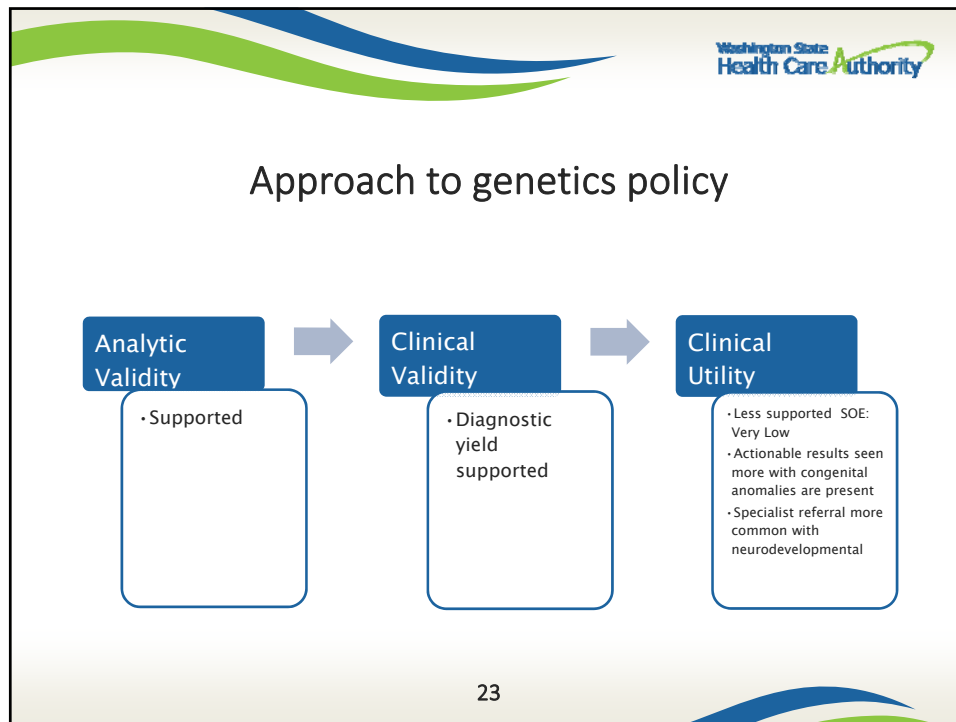 Washington State
Health Care Authority
Approach to genetics policy
Analytic
Validity
•Supported
Clinical
Validity
•Diagnostic
yield
supported
Clinical
Utility
•Less supported SOE:
Very Low
•Actionable results seen
more with congenital
anomalies are present
•Specialist referral more
common with
neurodevelopmental
23